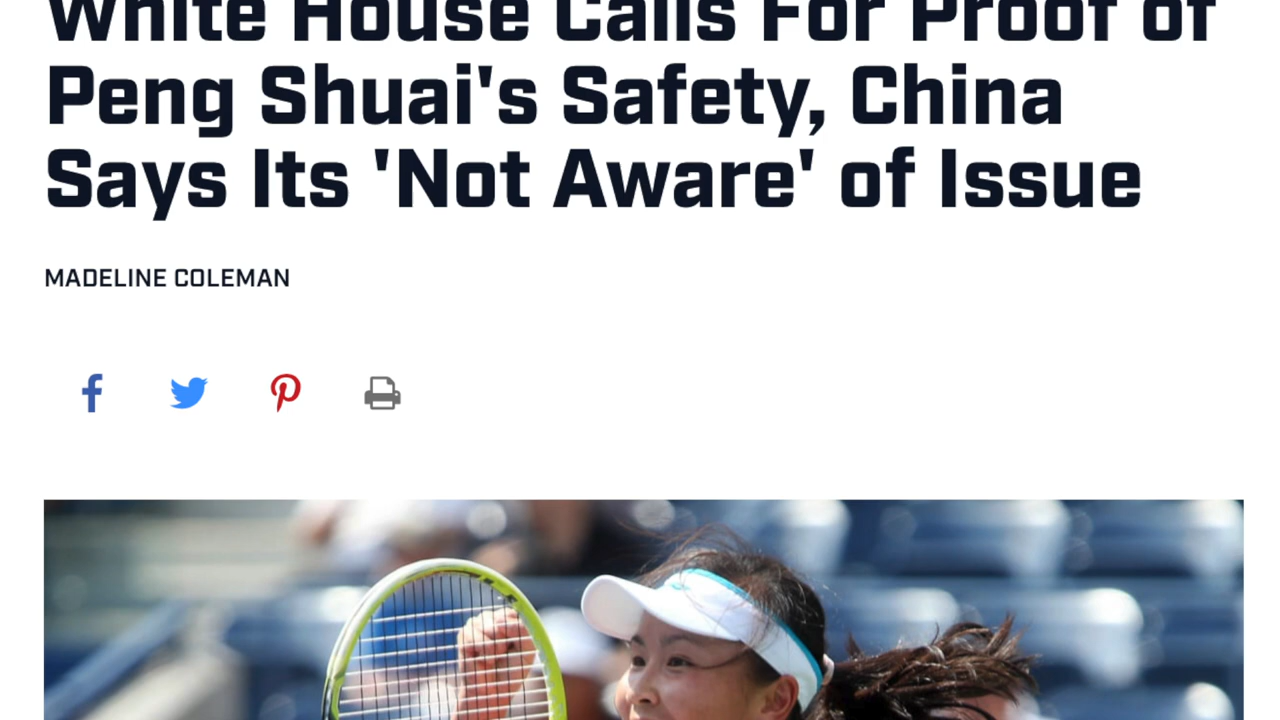 White House Calls For Proof of
Peng Shuai's Safety, China
Says Its 'Not Aware' of Issue
MADELINE COLEMAN